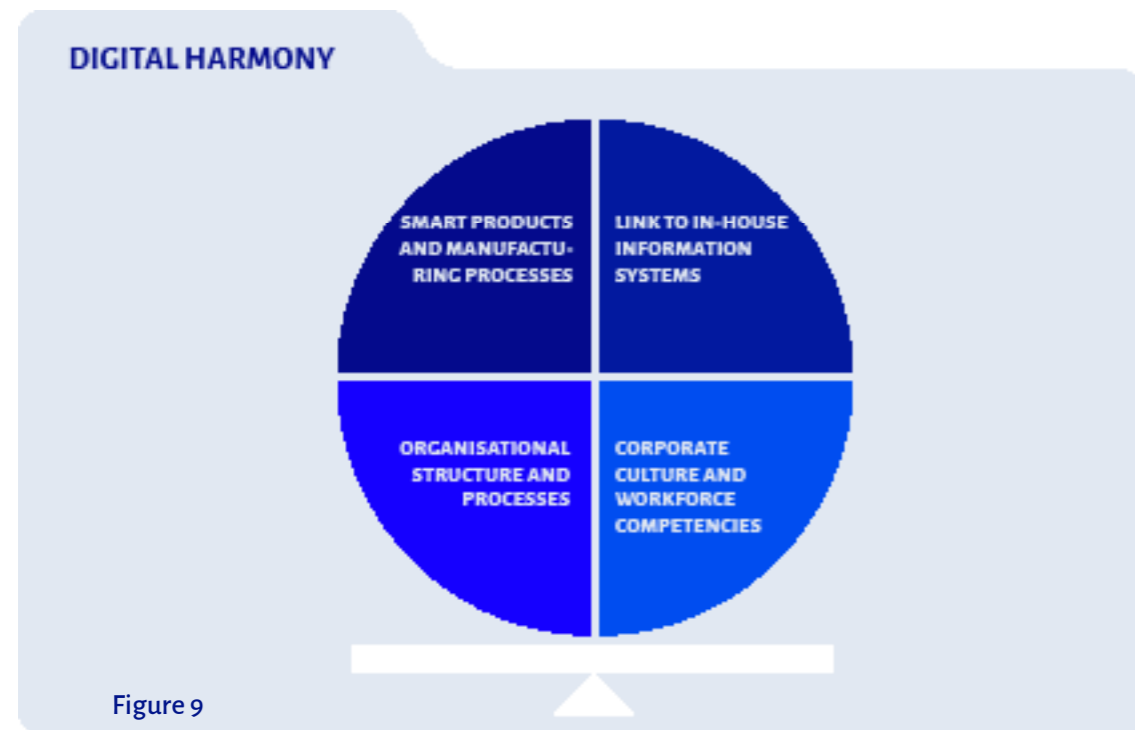 DIGITAL HARMONY
SMART PRODUCTS
AND MANUFACTU-
RING PROCESSES
LINK TO IN-HOUSE
INFORMATION
SYSTEMS
ORGANISATIONAL
STRUCTURE AND
PROCESSES
CORPORATE
CULTURE AND
WORKFORCE
COMPETENCIES
Figure 9